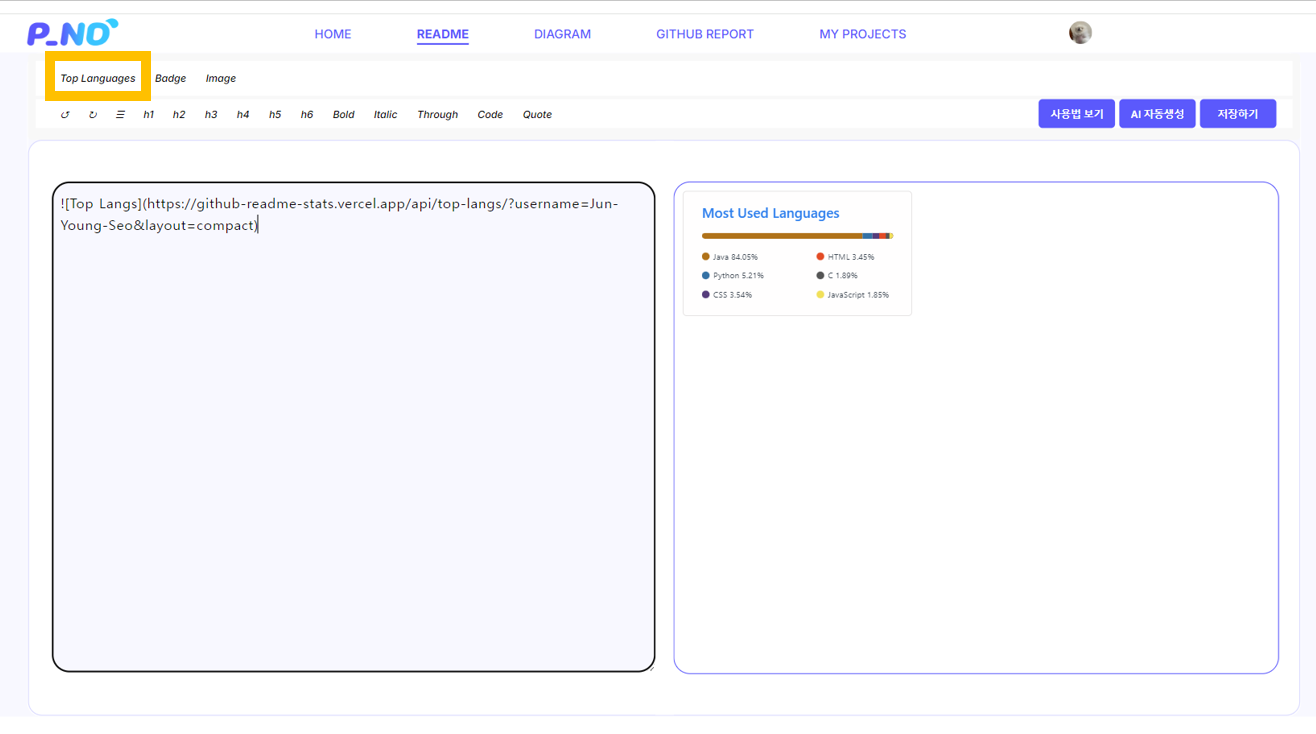 P_NO
HOME README DIAGRAM GITHUB REPORT MY PROJECTS
Top Languages Badge Image
↺ ↻ ☰ h1 h2 h3 h4 h5 h6 Bold Italic Through Code Quote 사용법 보기 AI 자동생성 저장하기
![Top Langs](https://github-readme-stats.vercel.app/api/top-langs/?username=Jun-
Young-Seo&layout=compact)
Most Used Languages
Java 84.05% HTML 3.45%
Python 5.21% C 1.89%
CSS 3.54% JavaScript 1.85%